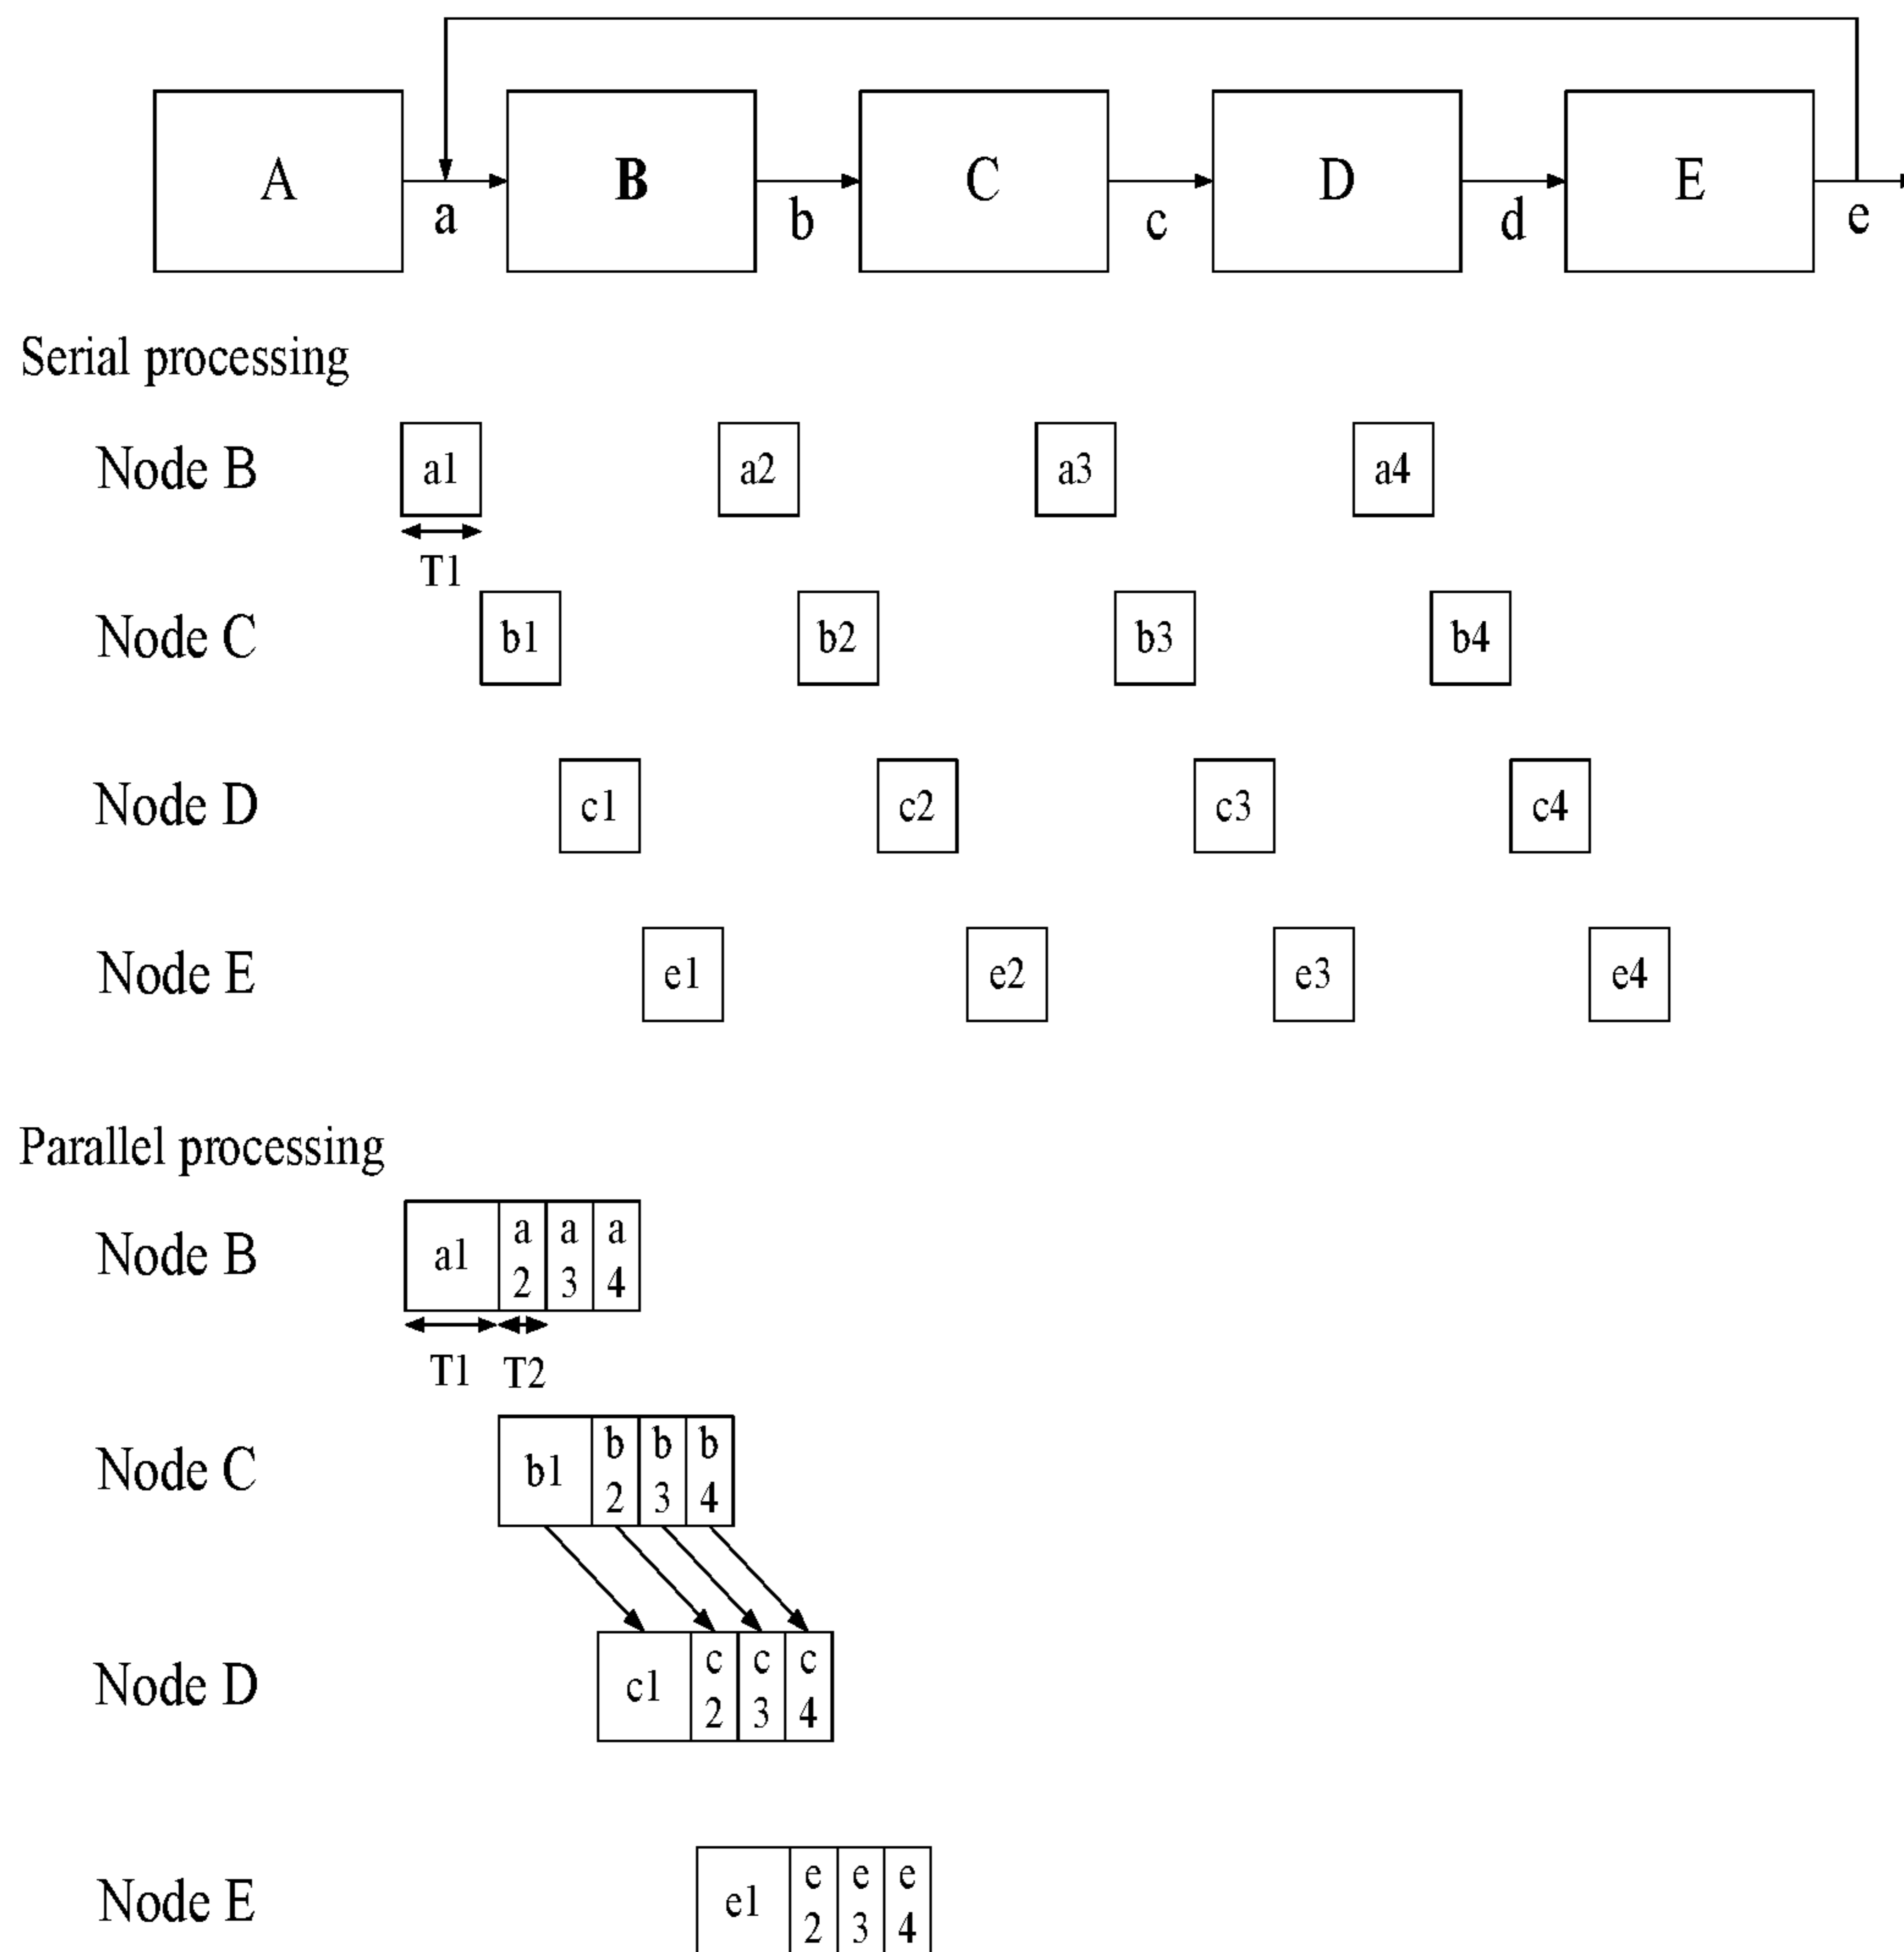 A
B
C
D
E
a
b
c
d
e
Serial processing
Node B
a1
a2
a3
a4
T1
Node C
b1
b2
b3
b4
Node D
c1
c2
c3
c4
Node E
e1
e2
e3
e4
Parallel processing
Node B
a1
a
2
a
3
a
4
T1
T2
Node C
b1
b
2
b
3
b
4
Node D
c1
c
2
c
3
c
4
Node E
e1
e
2
e
3
e
4